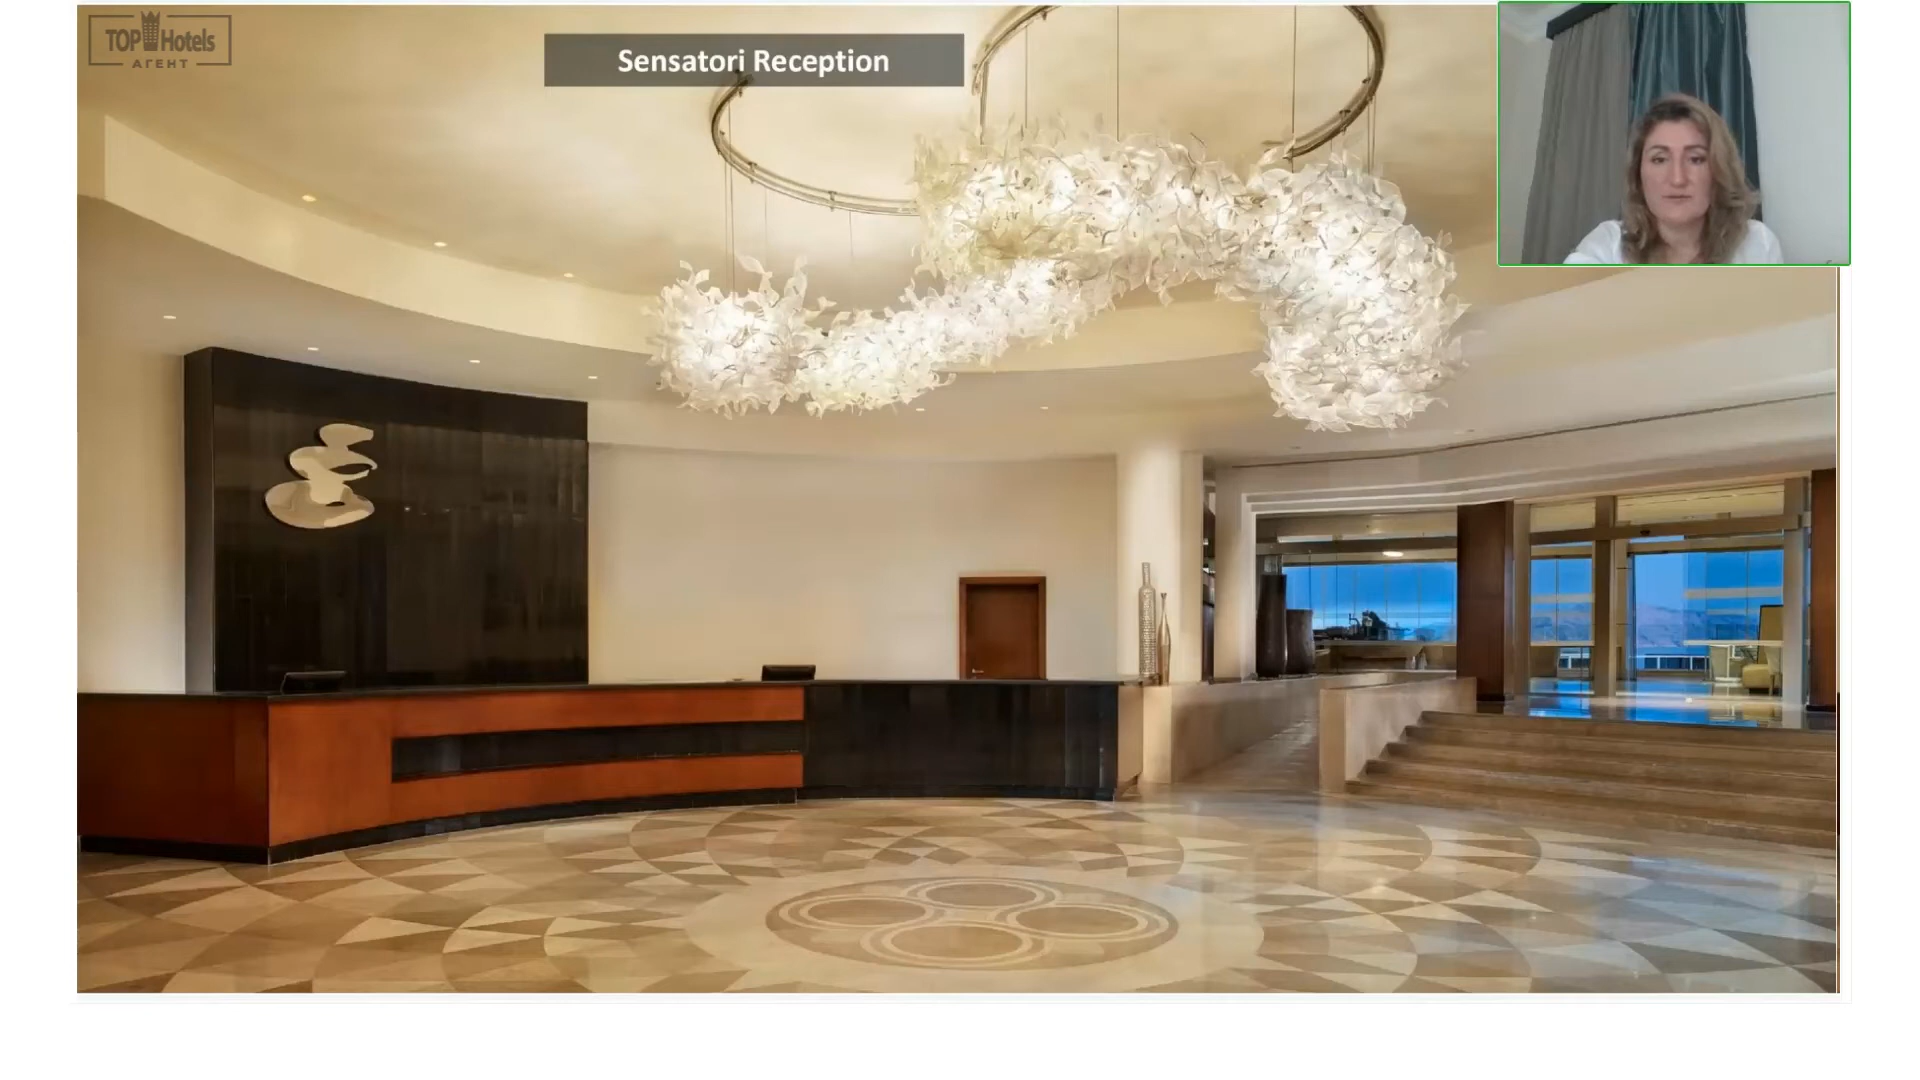 TOP Hotels
АГЕНТ
Sensatori Reception